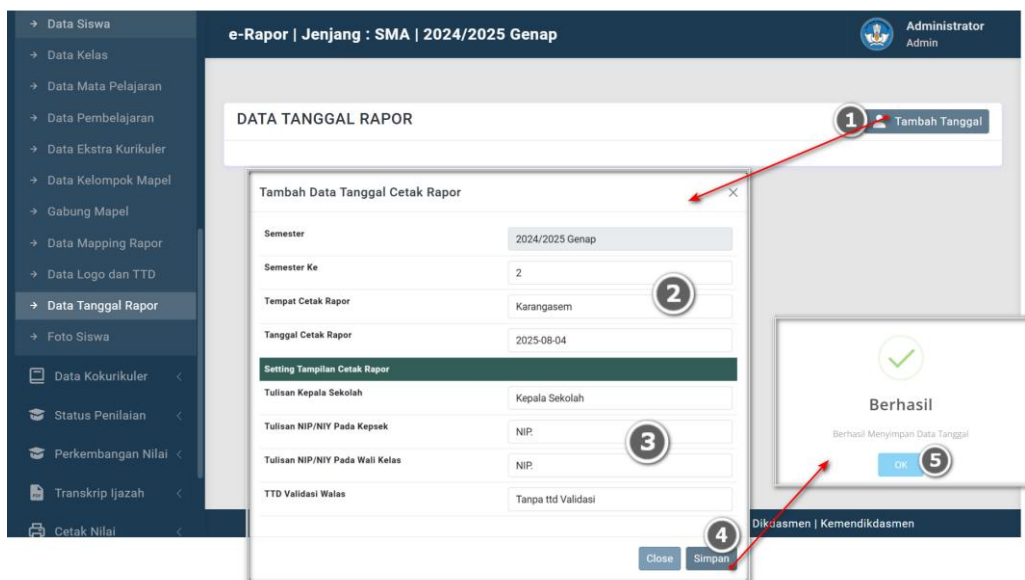 Data Siswa
Data Kelas
Data Mata Pelajaran
Data Pembelajaran
Data Ekstra Kurikuler
Data Kelompok Mapel
Gabung Mapel
Data Mapping Rapor
Data Logo dan TTD
Data Tanggal Rapor
Foto Siswa
Data Kokurikuler
Status Penilaian
Perkembangan Nilai
Transkrip Ijazah
Cetak Nilai
e-Rapor | Jenjang : SMA | 2024/2025 Genap
Administrator
Admin
DATA TANGGAL RAPOR
1
Tambah Tanggal
Tambah Data Tanggal Cetak Rapor
Semester
2024/2025 Genap
Semester Ke
2
2
Tempat Cetak Rapor
Karangasem
Tanggal Cetak Rapor
2025-08-04
Setting Tampilan Cetak Rapor
Tulisan Kepala Sekolah
Kepala Sekolah
Tulisan NIP/NIY Pada Kepsek
NIP.
3
Tulisan NIP/NIY Pada Wali Kelas
NIP.
TTD Validasi Walas
Tanpa ttd Validasi
4
Close
Simpan
Berhasil
Berhasil Menyimpan Data Tanggal
OK
5
Dikdasmen | Kemendikdasmen